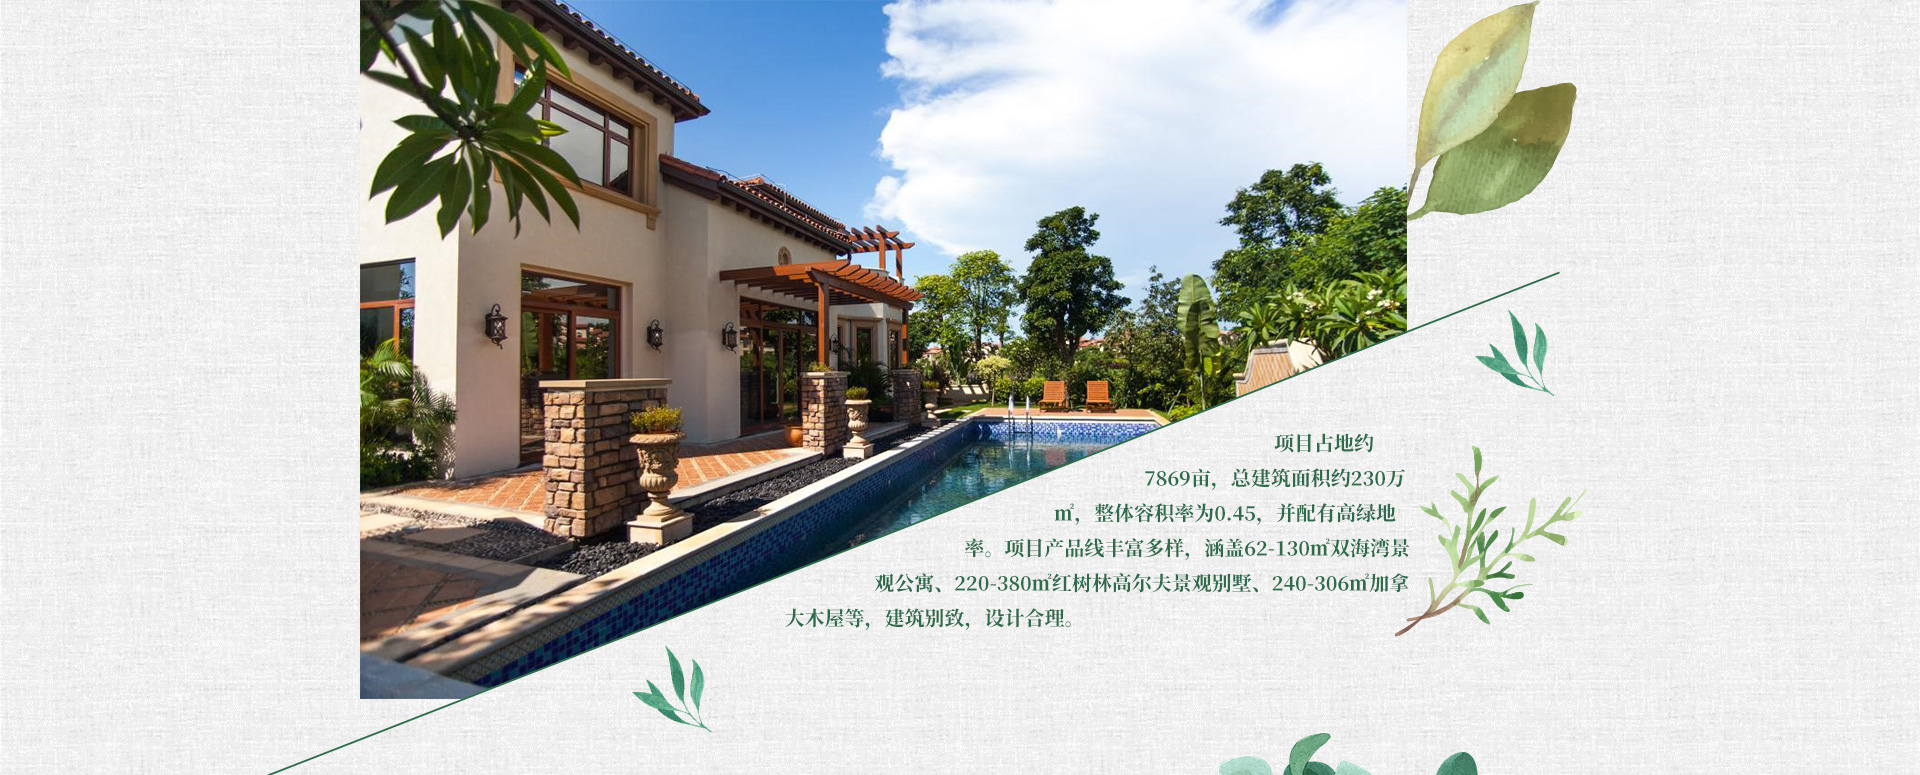 项目占地约
7869亩，总建筑面积约230万
㎡，整体容积率为0.45，并配有高绿地
率。项目产品线丰富多样，涵盖62-130㎡双海湾景
观公寓、220-380㎡红树林高尔夫景观别墅、240-306㎡加拿
大木屋等，建筑别致，设计合理。